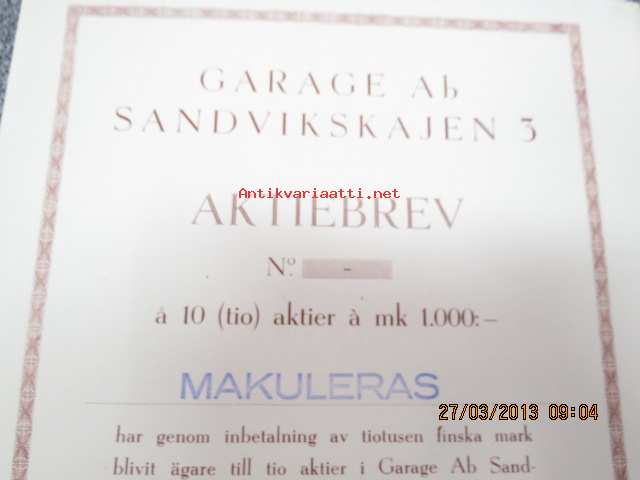 GARAGE Ab
SANDVIKSKAJEN 3
Antikvariaatti.net
AKTIEBREV
No. -
å 10 (tio) aktier à mk 1.000:–
MAKULERAS
27/03/2013 09:04
har genom inbetalning av tiotusen finska mark
blivit ägare till tio aktier i Garage Ab Sand-